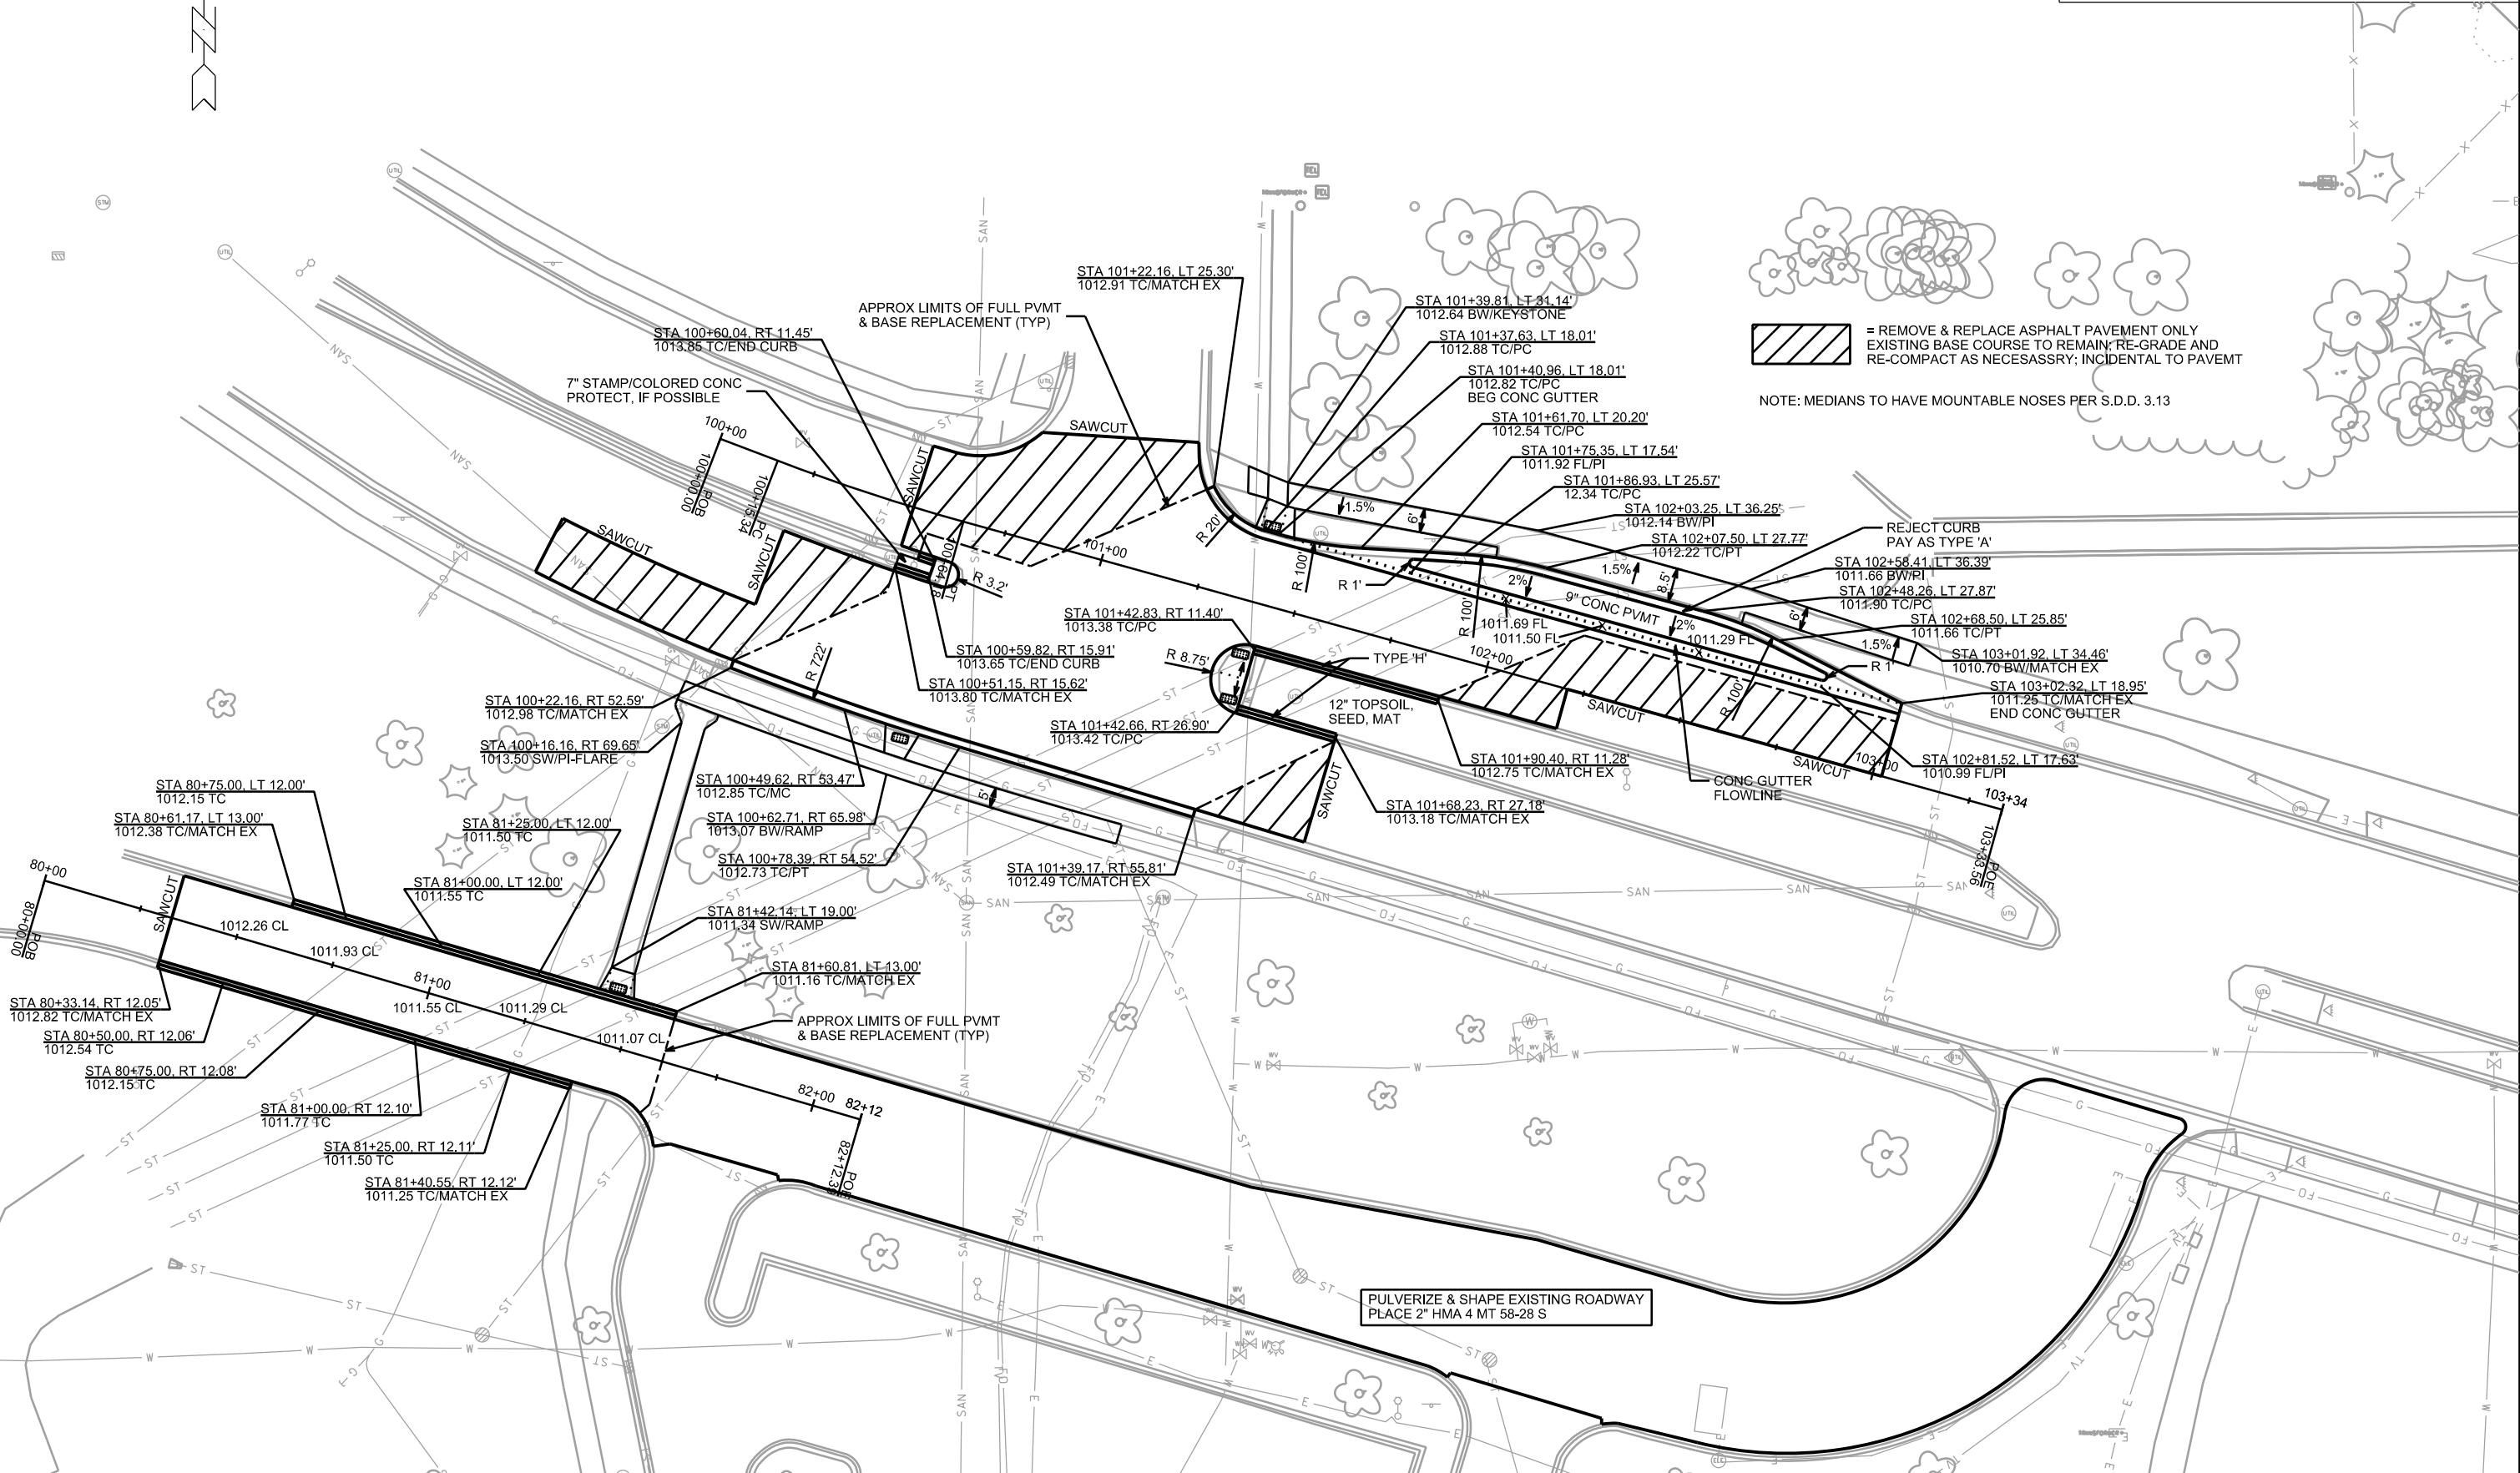 STA 101+22.16, LT 25.30'
1012.91 TC/MATCH EX
APPROX LIMITS OF FULL PVMT
& BASE REPLACEMENT (TYP)
STA 100+60.04, RT 11.45'
1013.85 TC/END CURB
7" STAMP/COLORED CONC
PROTECT, IF POSSIBLE
STA 101+39.81, LT 31.14'
1012.64 BW/KEYSTONE
STA 101+37.63, LT 18.01'
1012.88 TC/PC
STA 101+40.96, LT 18.01'
1012.82 TC/PC
BEG CONC GUTTER
STA 101+61.70, LT 20.20'
1012.54 TC/PC
STA 101+75.35, LT 17.54'
1011.92 FL/PI
STA 101+86.93, LT 25.57'
12.34 TC/PC
STA 102+03.25, LT 36.25'
1012.14 BW/PI
STA 102+07.50, LT 27.77'
1012.22 TC/PT
= REMOVE & REPLACE ASPHALT PAVEMENT ONLY
EXISTING BASE COURSE TO REMAIN; RE-GRADE AND
RE-COMPACT AS NECESASSRY; INCIDENTAL TO PAVEMT
NOTE: MEDIANS TO HAVE MOUNTABLE NOSES PER S.D.D. 3.13
REJECT CURB
PAY AS TYPE 'A'
STA 102+58.41, LT 36.39'
1011.66 BW/PI
STA 102+48.26, LT 27.87'
1011.90 TC/PC
STA 102+68.50, LT 25.85'
1011.66 TC/PT
STA 103+01.92, LT 34.46'
1010.70 BW/MATCH EX
STA 103+02.32, LT 18.95'
1011.25 TC/MATCH EX
END CONC GUTTER
STA 102+81.52, LT 17.63'
1010.99 FL/PI
100+00
100+00.00
POB
100+15.34
PC
SAWCUT
SAWCUT
SAWCUT
SAWCUT
101+00
R 20'
R 3.2'
PT
R 100'
R 1'
R 100'
1.5%
6'
2%
1.5%
8.5'
9" CONC PVMT
2%
6'
1.5%
R 1'
R 100'
1011.69 FL
1011.50 FL
1011.29 FL
STA 101+42.83, RT 11.40'
1013.38 TC/PC
R 8.75'
TYPE 'H'
102+00
12" TOPSOIL,
SEED, MAT
STA 101+42.66, RT 26.90'
1013.42 TC/PC
SAWCUT
SAWCUT
SAWCUT
103+00
103+34
103+33.56
POE
STA 101+90.40, RT 11.28'
1012.75 TC/MATCH EX
CONC GUTTER
FLOWLINE
STA 101+68.23, RT 27.18'
1013.18 TC/MATCH EX
STA 100+59.82, RT 15.91'
1013.65 TC/END CURB
STA 100+51.15, RT 15.62'
1013.80 TC/MATCH EX
R 722'
STA 100+22.16, RT 52.59'
1012.98 TC/MATCH EX
STA 100+16.16, RT 69.65'
1013.50 SW/PI-FLARE
STA 100+49.62, RT 53.47'
1012.85 TC/MC
STA 100+62.71, RT 65.98'
1013.07 BW/RAMP
5'
STA 100+78.39, RT 54.52'
1012.73 TC/PT
STA 101+39.17, RT 55.81'
1012.49 TC/MATCH EX
STA 80+75.00, LT 12.00'
1012.15 TC
STA 80+61.17, LT 13.00'
1012.38 TC/MATCH EX
STA 81+25.00, LT 12.00'
1011.50 TC
STA 81+00.00, LT 12.00'
1011.55 TC
STA 81+42.14, LT 19.00'
1011.34 SW/RAMP
STA 81+60.81, LT 13.00'
1011.16 TC/MATCH EX
APPROX LIMITS OF FULL PVMT
& BASE REPLACEMENT (TYP)
80+00
80+00.00
POB
SAWCUT
1012.26 CL
1011.93 CL
81+00
1011.55 CL
1011.29 CL
1011.07 CL
82+00
82+12
POE
STA 80+33.14, RT 12.05'
1012.82 TC/MATCH EX
STA 80+50.00, RT 12.06'
1012.54 TC
STA 80+75.00, RT 12.08'
1012.15 TC
STA 81+00.00, RT 12.10'
1011.77 TC
STA 81+25.00, RT 12.11'
1011.50 TC
STA 81+40.55, RT 12.12'
1011.25 TC/MATCH EX
PULVERIZE & SHAPE EXISTING ROADWAY
PLACE 2" HMA 4 MT 58-28 S